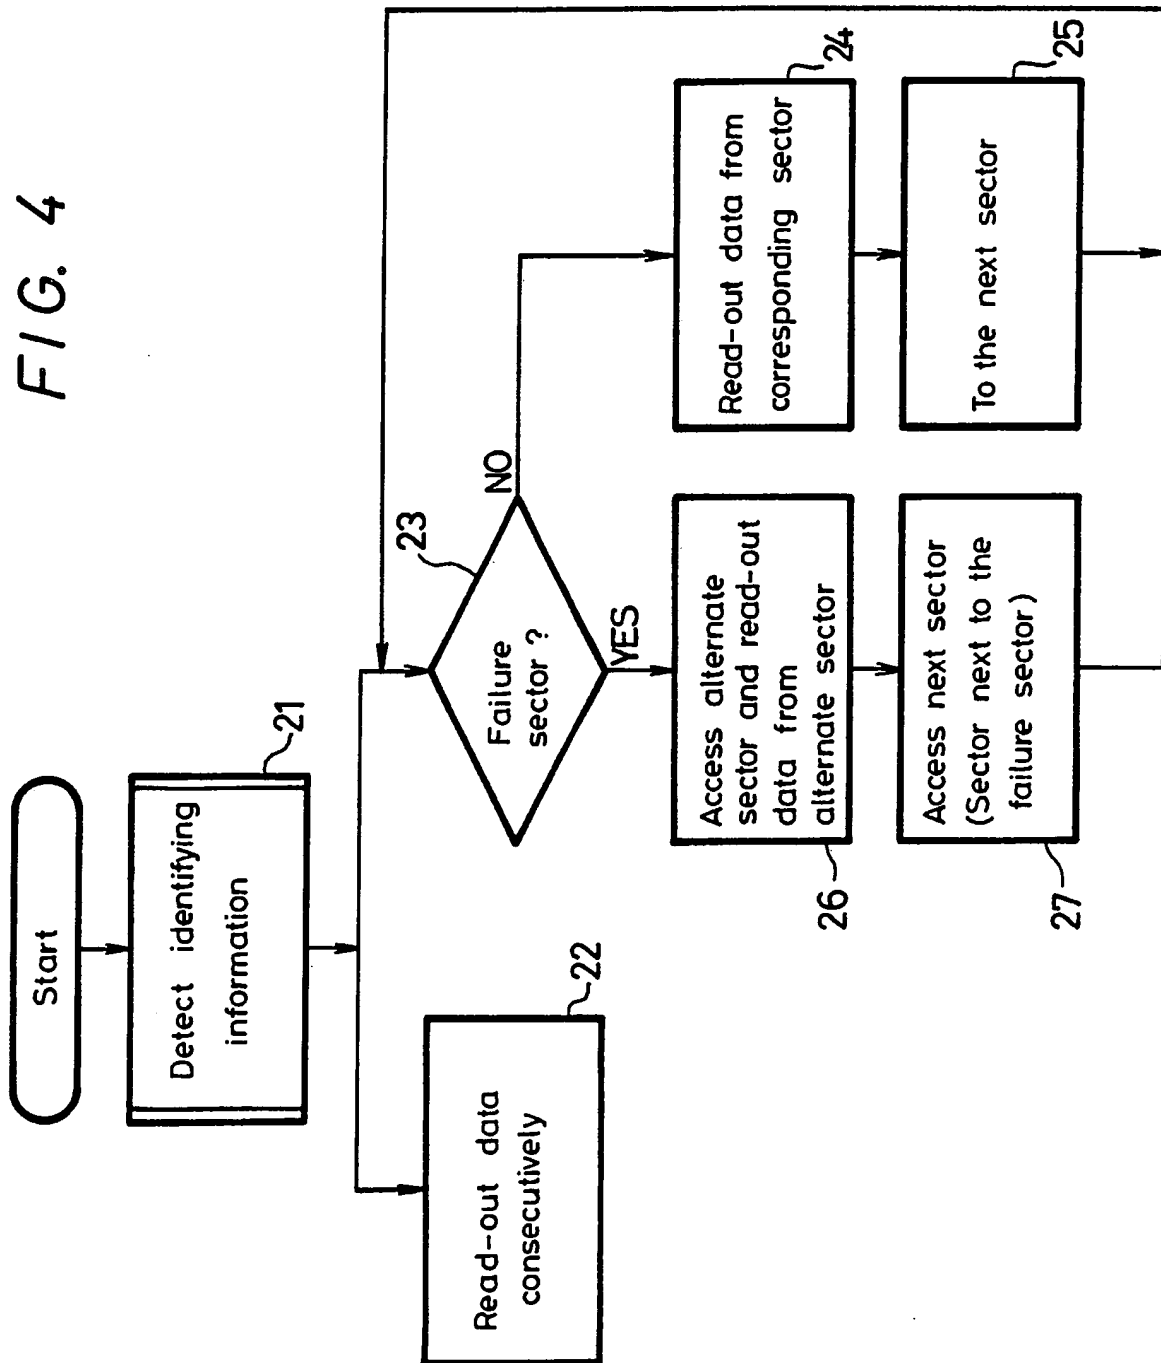 FIG. 4
Start
Detect identifying
information
21
Read-out data
consecutively
22
Failure
sector ?
23
NO
YES
Read-out data from
corresponding sector
24
To the next sector
25
Access alternate
sector and read-out
data from
alternate sector
26
Access next sector
(Sector next to the
failure sector)
27